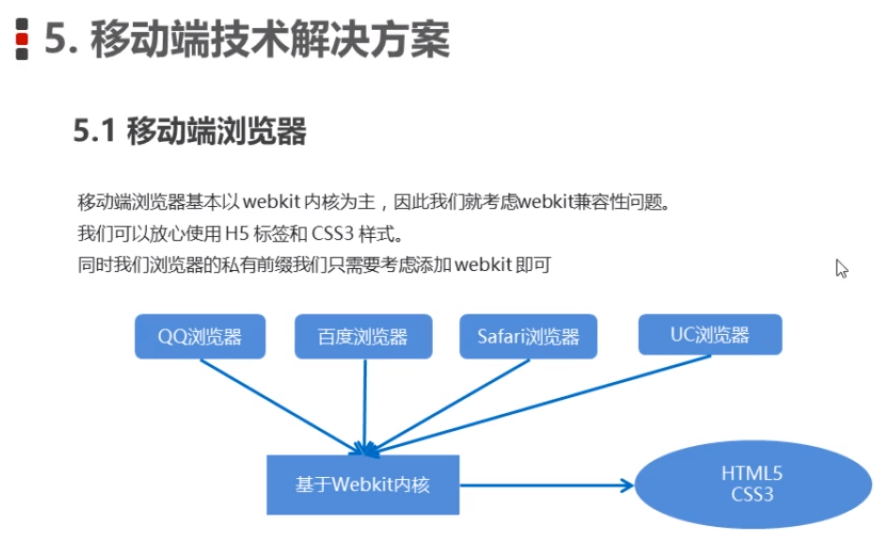 5. 移动端技术解决方案
5.1 移动端浏览器
移动端浏览器基本以 webkit 内核为主，因此我们就考虑webkit兼容性问题。
我们可以放心使用 H5 标签和 CSS3 样式。
同时我们浏览器的私有前缀我们只需要考虑添加 webkit 即可
QQ浏览器
百度浏览器
Safari浏览器
UC浏览器
基于Webkit内核
HTML5
CSS3